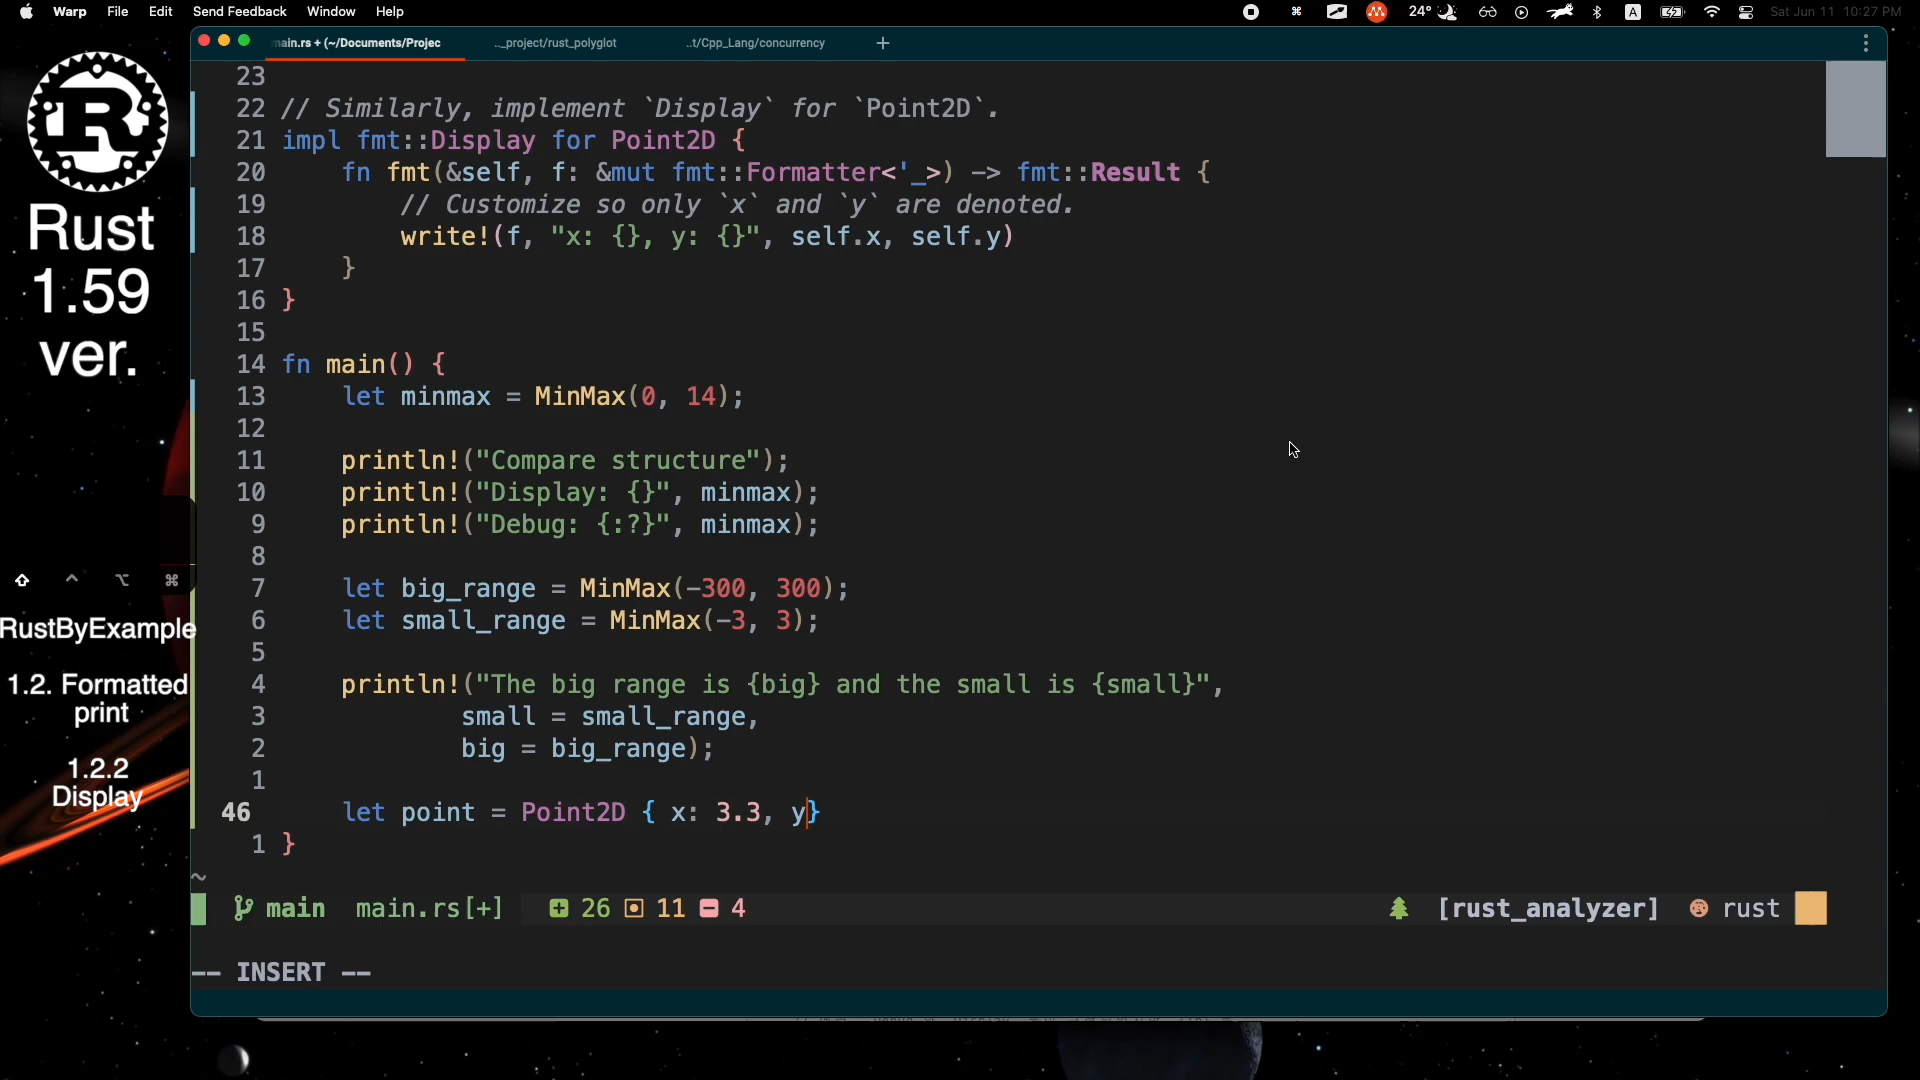 Warp File Edit Send Feedback Window Help 24° A Sat Jun 11 10:27 PM
main.rs + (~/Documents/Projec .._project/rust_polyglot ..t/Cpp_Lang/concurrency +
R
Rust
1.59
ver.
RustByExample
1.2. Formatted
print
1.2.2
Display
23
22 // Similarly, implement `Display` for `Point2D`.
21 impl fmt::Display for Point2D {
20     fn fmt(&self, f: &mut fmt::Formatter<'_>) -> fmt::Result {
19         // Customize so only `x` and `y` are denoted.
18         write!(f, "x: {}, y: {}", self.x, self.y)
17     }
16 }
15
14 fn main() {
13     let minmax = MinMax(0, 14);
12
11     println!("Compare structure");
10     println!("Display: {}", minmax);
9     println!("Debug: {:?}", minmax);
8
7     let big_range = MinMax(-300, 300);
6     let small_range = MinMax(-3, 3);
5
4     println!("The big range is {big} and the small is {small}",
3             small = small_range,
2             big = big_range);
1
46     let point = Point2D { x: 3.3, y}
1 }
~
main main.rs[+] 26 11 4 [rust_analyzer] rust
-- INSERT --